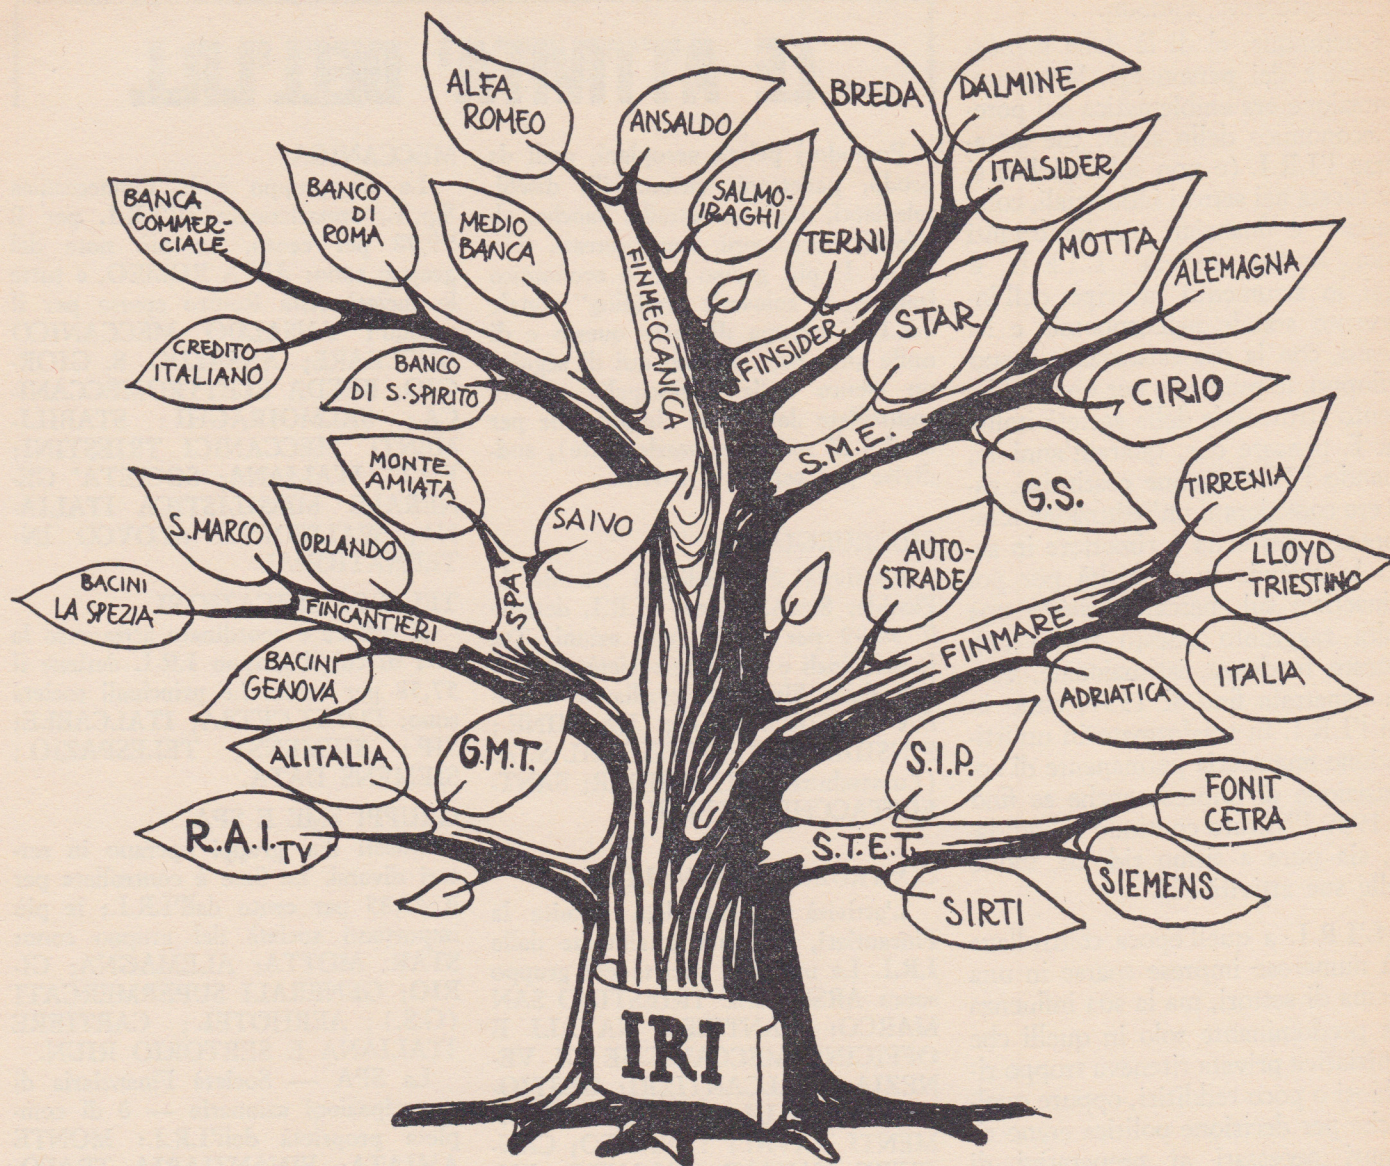 ALFA
ROMEO
ANSALDO
BREDA
DALMINE
BANCA
COMMER-
CIALE
BANCO
DI
ROMA
MEDIO
BANCA
SALMO-
IRAGHI
TERNI
ITALSIDER
MOTTA
ALEMAGNA
FINMECCANICA
FINSIDER
STAR
CREDITO
ITALIANO
BANCO
DI S. SPIRITO
S.M.E.
CIRIO
MONTE
AMIATA
SAIVO
G.S.
TIRRENIA
S. MARCO
ORLANDO
AUTO-
STRADE
LLOYD
TRIESTINO
BACINI
LA SPEZIA
FINCANTIERI
SPA
FINMARE
BACINI
GENOVA
ADRIATICA
ITALIA
ALITALIA
G.M.T.
S.I.P.
FONIT
CETRA
R.A.I. TV
S.T.E.T.
SIRTI
SIEMENS
IRI